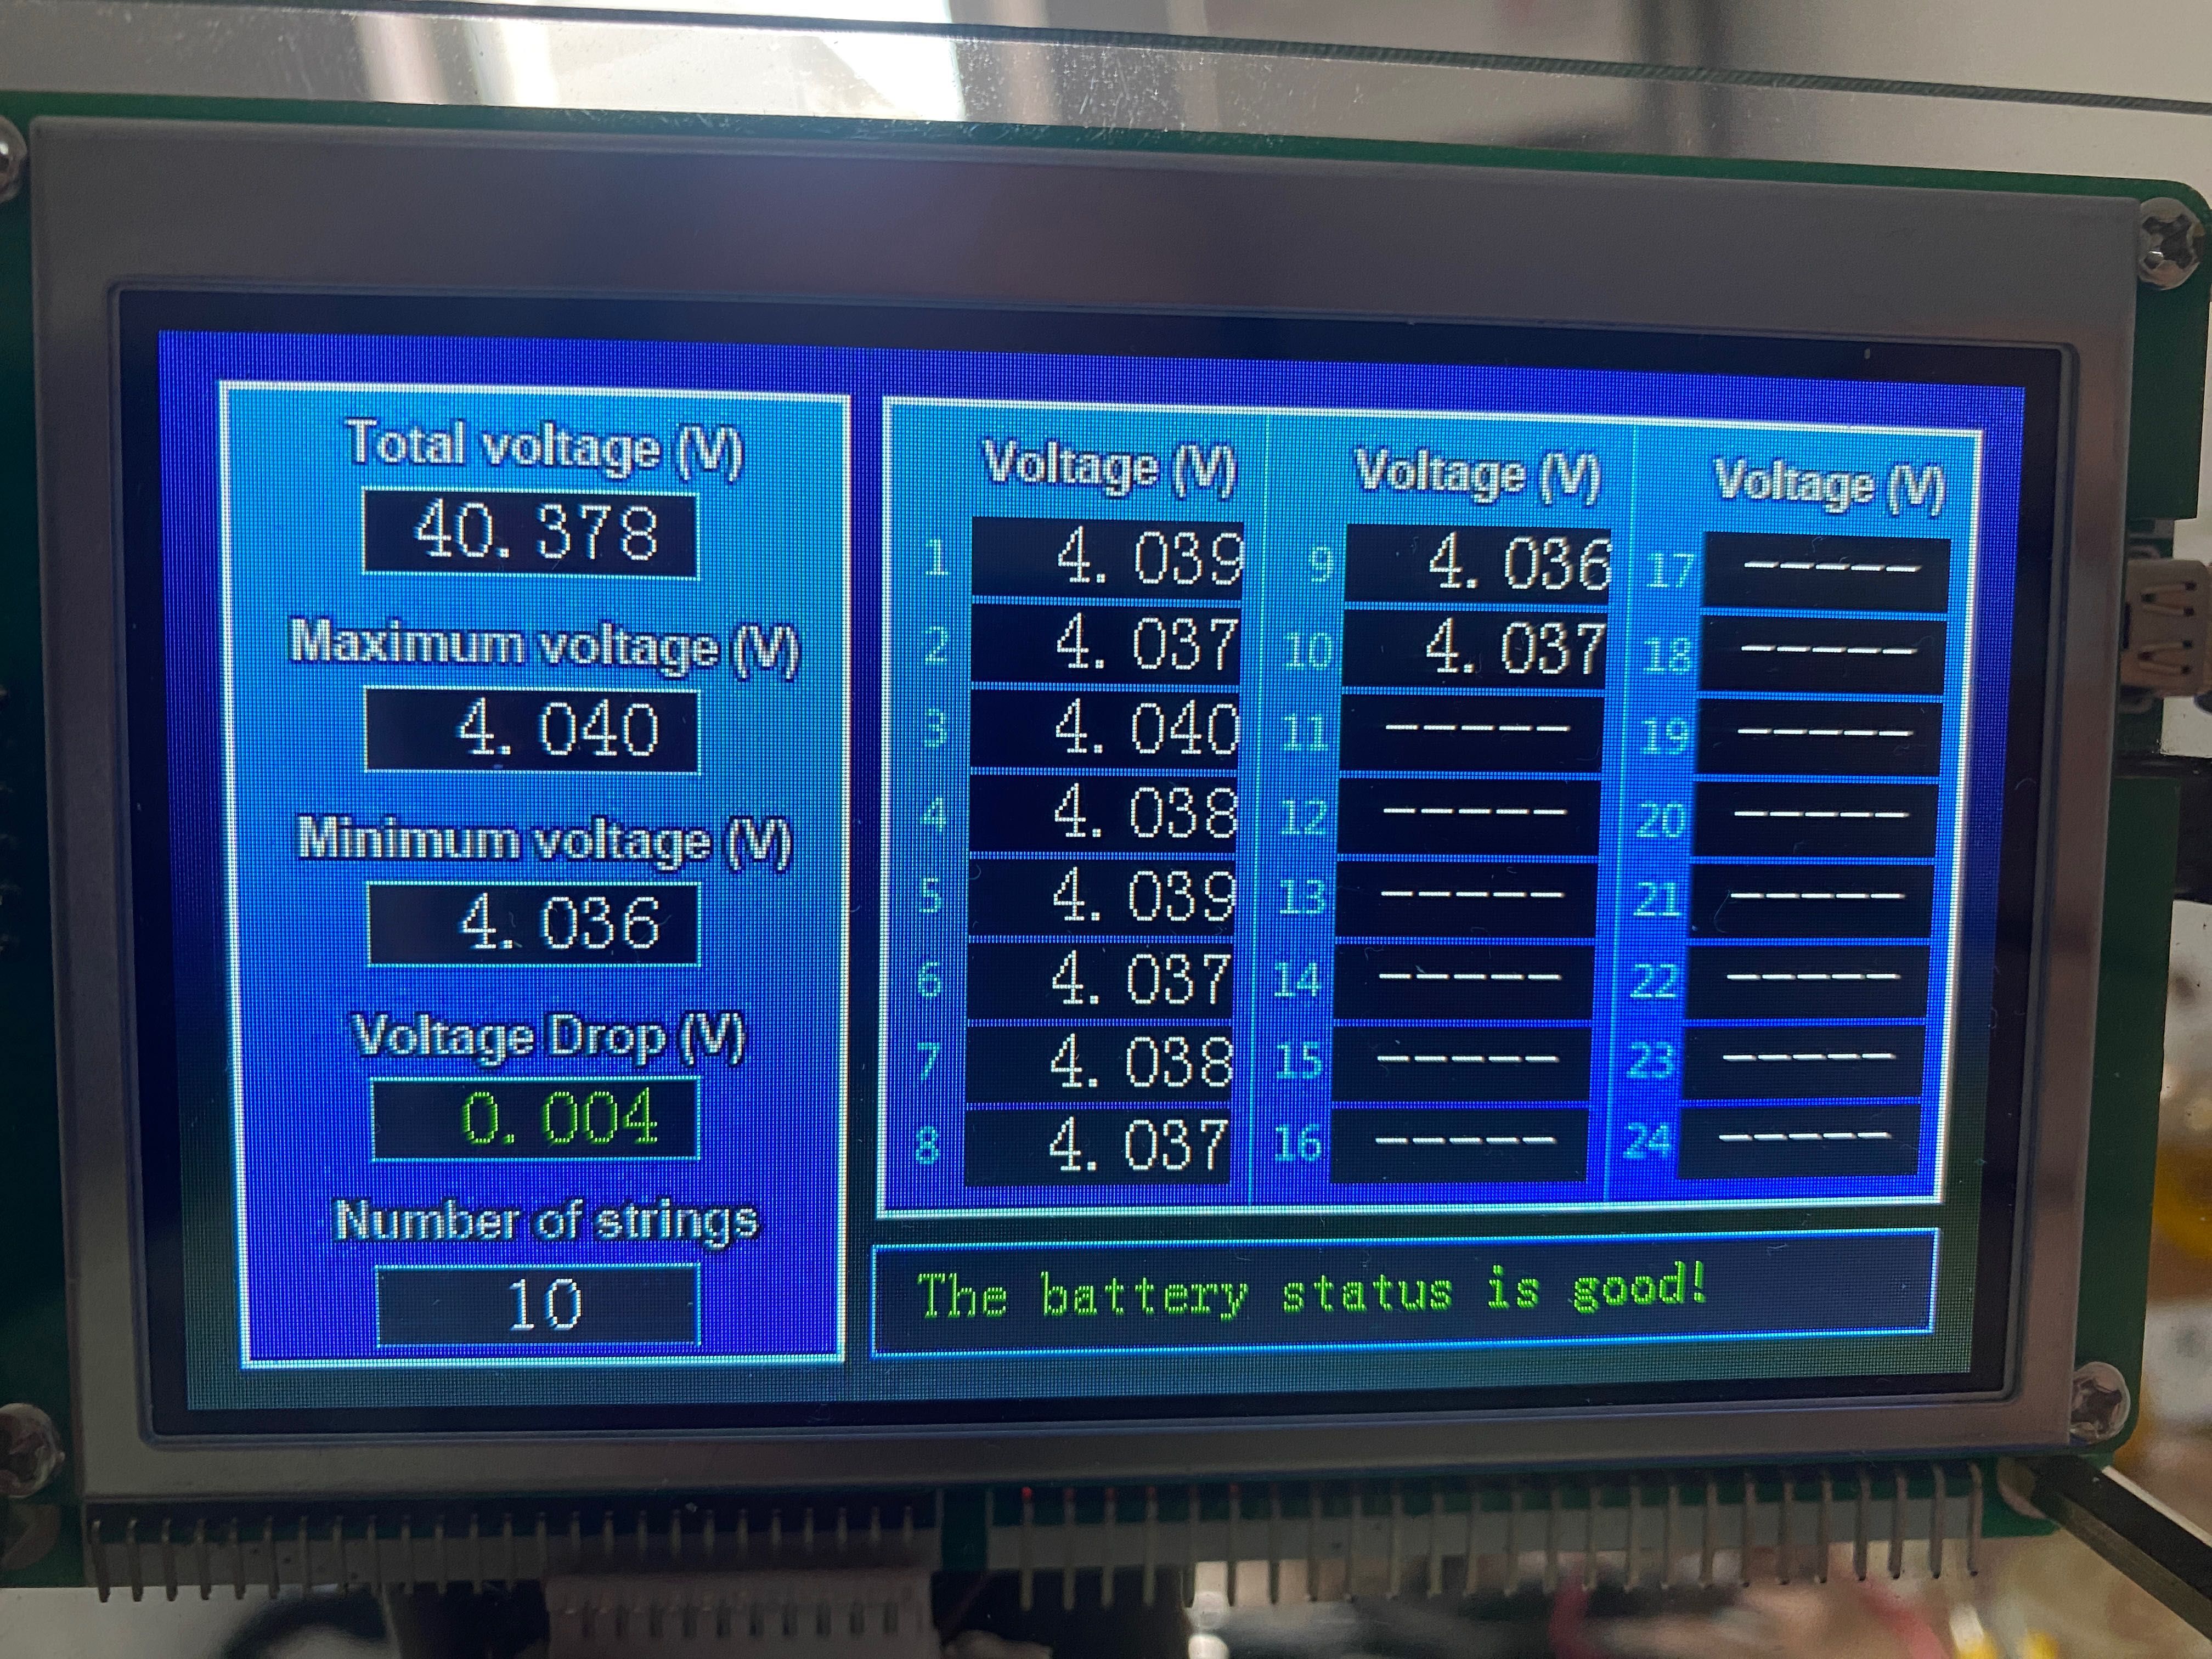 Total voltage (V)
40.378
Maximum voltage (V)
4.040
Minimum voltage (V)
4.036
Voltage Drop (V)
0.004
Number of strings
10
Voltage (V) Voltage (V) Voltage (V)
1 4.039 9 4.036 17 -----
2 4.037 10 4.037 18 -----
3 4.040 11 ----- 19 -----
4 4.038 12 ----- 20 -----
5 4.039 13 ----- 21 -----
6 4.037 14 ----- 22 -----
7 4.038 15 ----- 23 -----
8 4.037 16 ----- 24 -----
The battery status is good!